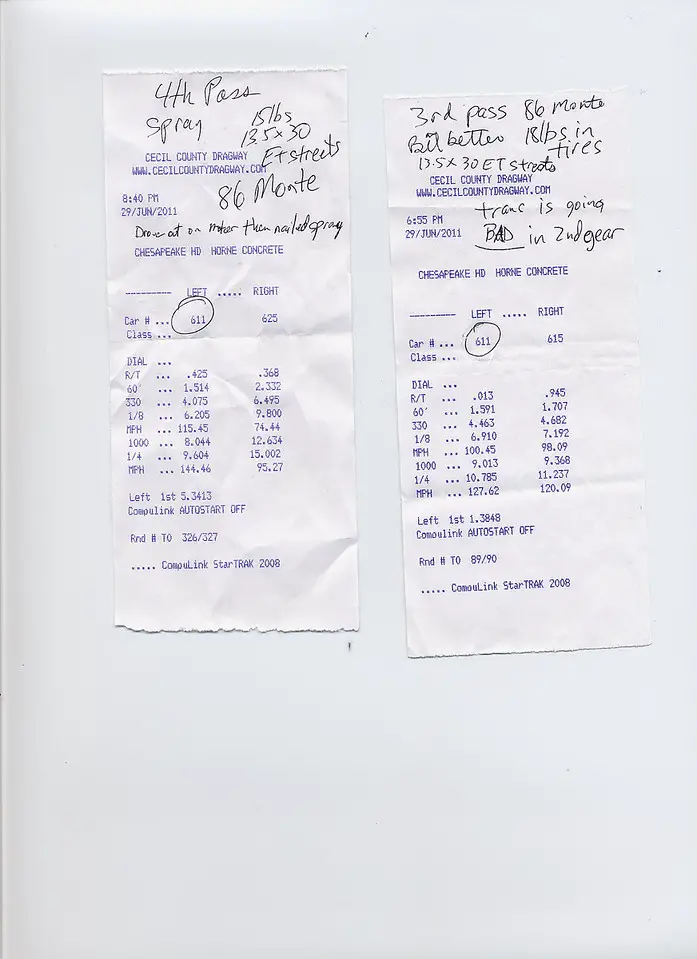 4th Pass
Spray 15lbs
13.5 x 30
ET streets
CECIL COUNTY DRAGWAY
WWW.CECILCOUNTYDRAGWAY.COM
86 Monte
8:40 PM
29/JUN/2011
Drove out on moter then nailed spray
CHESAPEAKE HD HORNE CONCRETE
--------- LEFT ..... RIGHT
Car # ... 611 625
Class ...
DIAL ...
R/T ... .425 .368
60' ... 1.514 2.332
330 ... 4.075 6.495
1/8 ... 6.205 9.800
MPH ... 115.45 74.44
1000 ... 8.044 12.634
1/4 ... 9.604 15.002
MPH ... 144.46 95.27
Left 1st 5.3413
CompuLink AUTOSTART OFF
Rnd # TO 326/327
..... CompuLink StarTRAK 2008
3rd pass 86 Monte
Bit better 18lbs in
tires
13.5 x 30 ET streets
CECIL COUNTY DRAGWAY
WWW.CECILCOUNTYDRAGWAY.COM
6:55 PM
29/JUN/2011
tranc is going
BAD in 2nd gear
CHESAPEAKE HD HORNE CONCRETE
--------- LEFT ..... RIGHT
Car # ... 611 615
Class ...
DIAL ...
R/T ... .013 .945
60' ... 1.591 1.707
330 ... 4.463 4.682
1/8 ... 6.910 7.192
MPH ... 100.45 98.09
1000 ... 9.013 9.368
1/4 ... 10.785 11.237
MPH ... 127.62 120.09
Left 1st 1.3848
CompuLink AUTOSTART OFF
Rnd # TO 89/90
..... CompuLink StarTRAK 2008